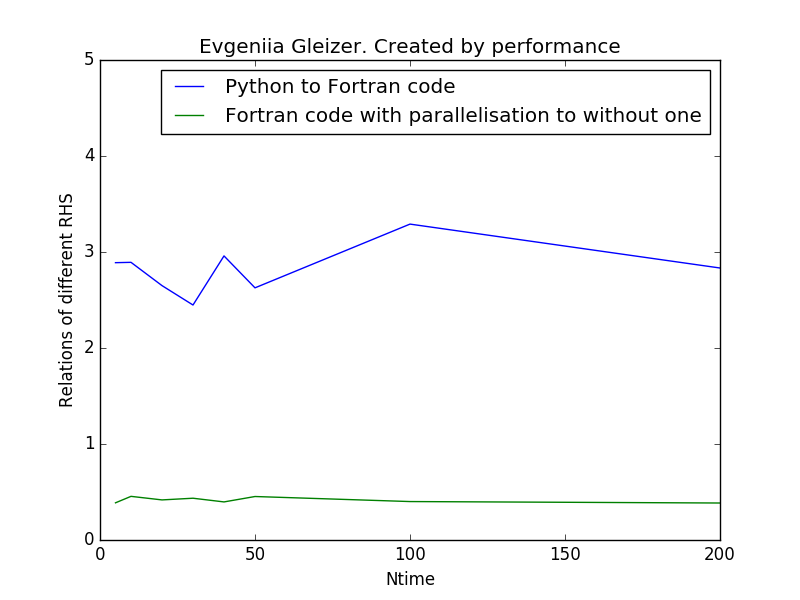 Evgeniia Gleizer. Created by performance
Python to Fortran code
Fortran code with parallelisation to without one
Relations of different RHS
5
4
3
2
1
0
0 50 100 150 200
Ntime